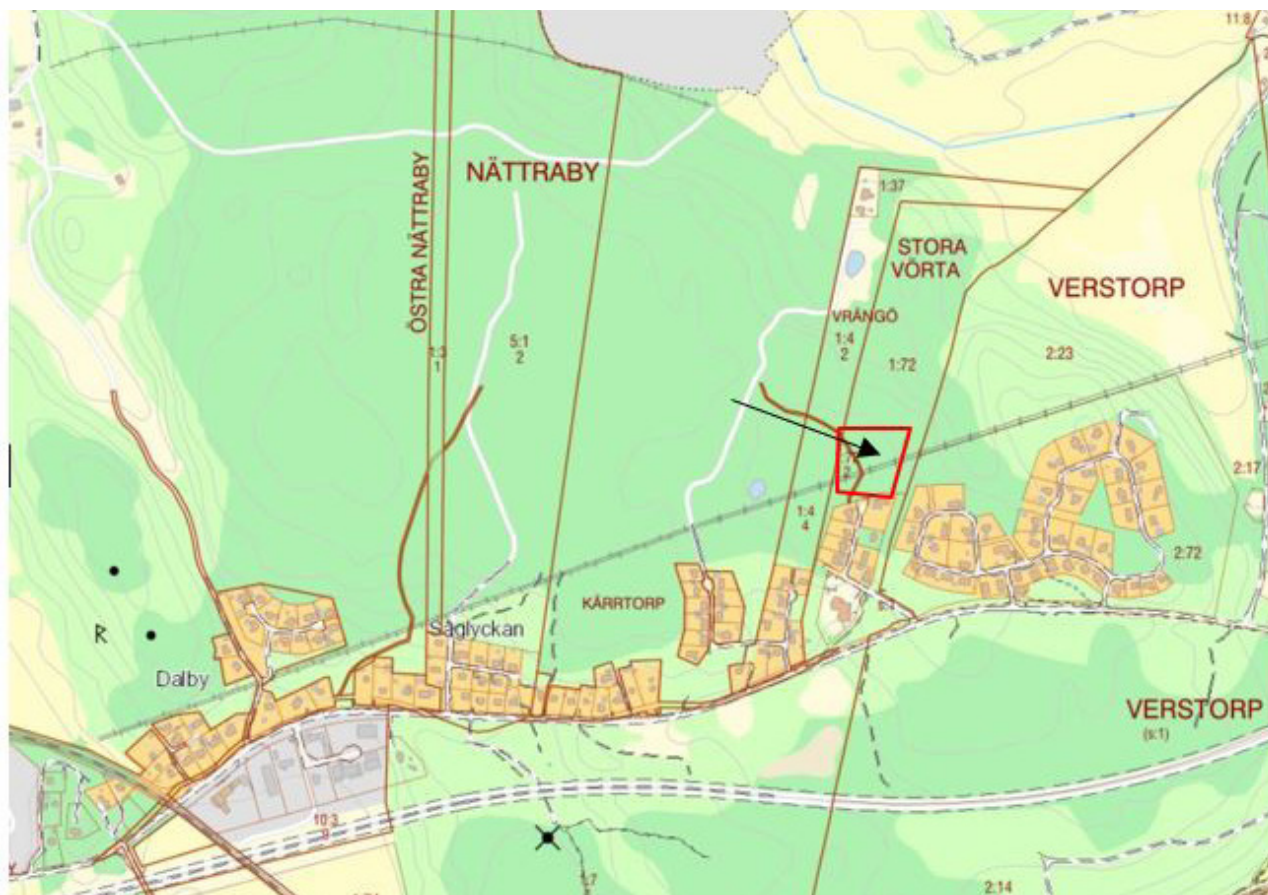 11:8
NÄTTRABY
ÖSTRA NÄTTRABY
1:37
STORA
VÖRTA
VERSTORP
VRÄNGÖ
5:1
2
1:3
1
1:4
2
1:72
2:23
2:17
1:4
4
2:72
KÄRRTORP
Säglyckan
R
Dalby
VERSTORP
(s:1)
10:3
9
2:14